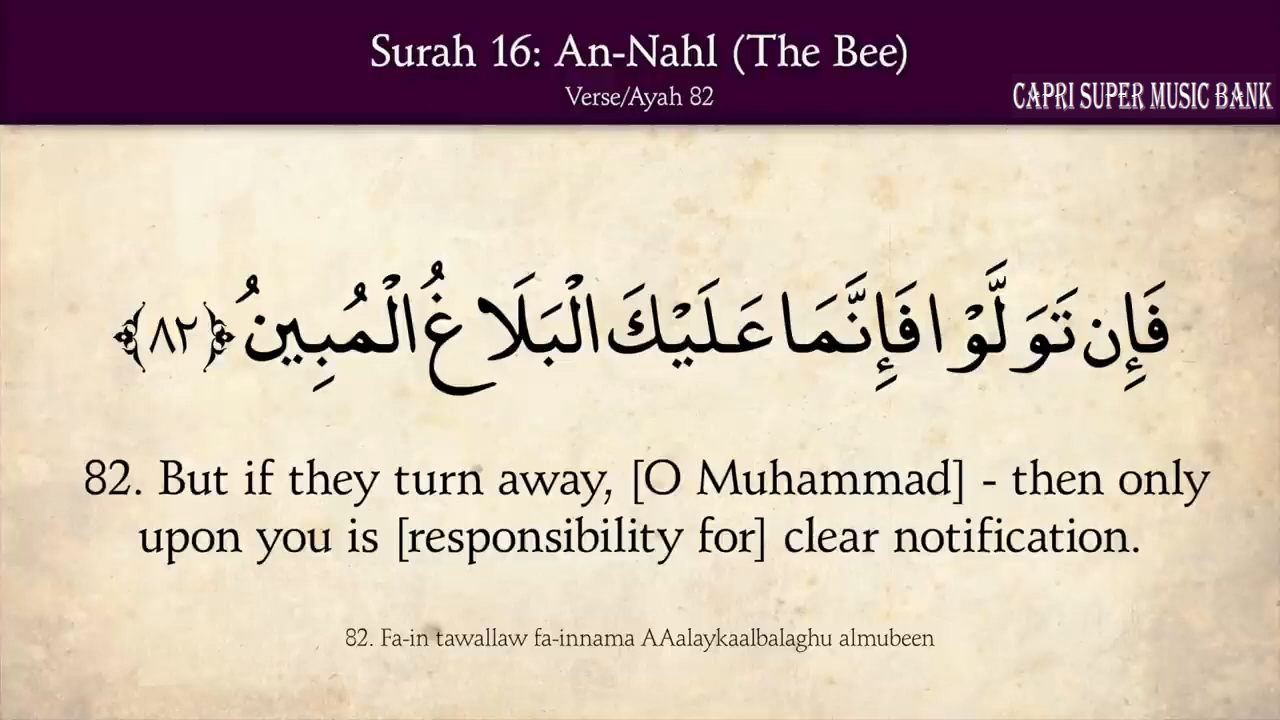 Surah 16: An-Nahl (The Bee)
Verse/Ayah 82
CAPRI SUPER MUSIC BANK
فَإِن تَوَلَّوْا فَإِنَّمَا عَلَيْكَ الْبَلَاغُ الْمُبِينُ ﴿٨٢﴾
82. But if they turn away, [O Muhammad] - then only
upon you is [responsibility for] clear notification.
82. Fa-in tawallaw fa-innama AAalaykaalbalaghu almubeen